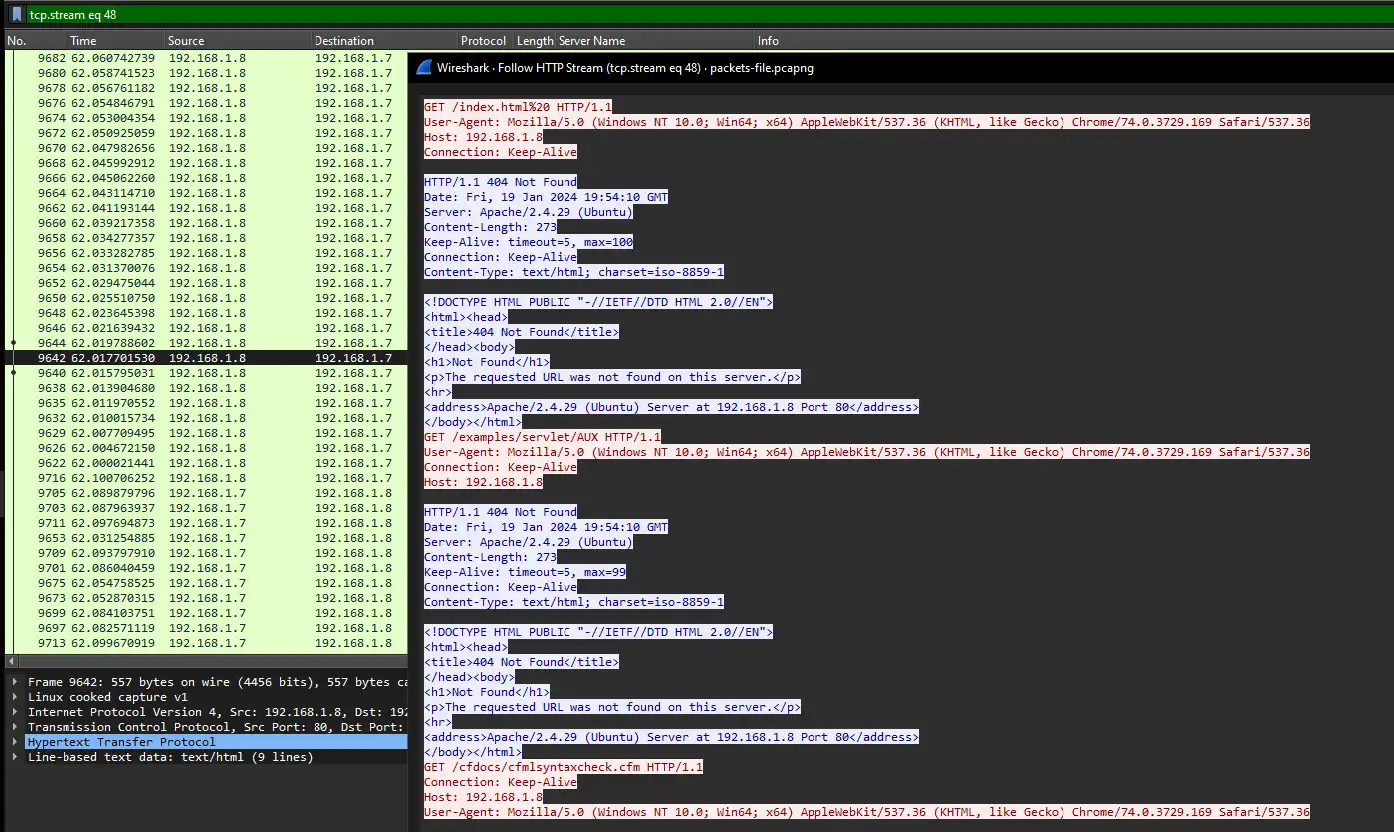 tcp.stream eq 48
No. Time Source Destination Protocol Length Server Name Info
9682 62.060742739 192.168.1.8 192.168.1.7
9680 62.058741523 192.168.1.8 192.168.1.7
9678 62.056761182 192.168.1.8 192.168.1.7
9676 62.054846791 192.168.1.8 192.168.1.7
9674 62.053004354 192.168.1.8 192.168.1.7
9672 62.050925059 192.168.1.8 192.168.1.7
9670 62.047982656 192.168.1.8 192.168.1.7
9668 62.045992912 192.168.1.8 192.168.1.7
9666 62.045062260 192.168.1.8 192.168.1.7
9664 62.043114710 192.168.1.8 192.168.1.7
9662 62.041193144 192.168.1.8 192.168.1.7
9660 62.039217358 192.168.1.8 192.168.1.7
9658 62.034277357 192.168.1.8 192.168.1.7
9656 62.033282785 192.168.1.8 192.168.1.7
9654 62.031370076 192.168.1.8 192.168.1.7
9652 62.029475044 192.168.1.8 192.168.1.7
9650 62.025510750 192.168.1.8 192.168.1.7
9648 62.023645398 192.168.1.8 192.168.1.7
9646 62.021639432 192.168.1.8 192.168.1.7
9644 62.019788602 192.168.1.8 192.168.1.7
9642 62.017701530 192.168.1.8 192.168.1.7
9640 62.015795031 192.168.1.8 192.168.1.7
9638 62.013904680 192.168.1.8 192.168.1.7
9635 62.011970552 192.168.1.8 192.168.1.7
9632 62.010015734 192.168.1.8 192.168.1.7
9629 62.007709495 192.168.1.8 192.168.1.7
9626 62.004672150 192.168.1.8 192.168.1.7
9622 62.000021441 192.168.1.8 192.168.1.7
9716 62.100706252 192.168.1.8 192.168.1.7
9705 62.089879796 192.168.1.7 192.168.1.8
9703 62.087963937 192.168.1.7 192.168.1.8
9711 62.097694873 192.168.1.7 192.168.1.8
9653 62.031254885 192.168.1.7 192.168.1.8
9709 62.093797910 192.168.1.7 192.168.1.8
9701 62.086040459 192.168.1.7 192.168.1.8
9675 62.054758525 192.168.1.7 192.168.1.8
9673 62.052870315 192.168.1.7 192.168.1.8
9699 62.084103751 192.168.1.7 192.168.1.8
9697 62.082571119 192.168.1.7 192.168.1.8
9713 62.099670919 192.168.1.7 192.168.1.8
Frame 9642: 557 bytes on wire (4456 bits), 557 bytes ca
Linux cooked capture v1
Internet Protocol Version 4, Src: 192.168.1.8, Dst: 192
Transmission Control Protocol, Src Port: 80, Dst Port:
Hypertext Transfer Protocol
Line-based text data: text/html (9 lines)
Wireshark · Follow HTTP Stream (tcp.stream eq 48) · packets-file.pcapng
GET /index.html%20 HTTP/1.1
User-Agent: Mozilla/5.0 (Windows NT 10.0; Win64; x64) AppleWebKit/537.36 (KHTML, like Gecko) Chrome/74.0.3729.169 Safari/537.36
Host: 192.168.1.8
Connection: Keep-Alive
HTTP/1.1 404 Not Found
Date: Fri, 19 Jan 2024 19:54:10 GMT
Server: Apache/2.4.29 (Ubuntu)
Content-Length: 273
Keep-Alive: timeout=5, max=100
Connection: Keep-Alive
Content-Type: text/html; charset=iso-8859-1
<!DOCTYPE HTML PUBLIC "-//IETF//DTD HTML 2.0//EN">
<html><head>
<title>404 Not Found</title>
</head><body>
<h1>Not Found</h1>
<p>The requested URL was not found on this server.</p>
<hr>
<address>Apache/2.4.29 (Ubuntu) Server at 192.168.1.8 Port 80</address>
</body></html>
GET /examples/servlet/AUX HTTP/1.1
User-Agent: Mozilla/5.0 (Windows NT 10.0; Win64; x64) AppleWebKit/537.36 (KHTML, like Gecko) Chrome/74.0.3729.169 Safari/537.36
Connection: Keep-Alive
Host: 192.168.1.8
HTTP/1.1 404 Not Found
Date: Fri, 19 Jan 2024 19:54:10 GMT
Server: Apache/2.4.29 (Ubuntu)
Content-Length: 273
Keep-Alive: timeout=5, max=99
Connection: Keep-Alive
Content-Type: text/html; charset=iso-8859-1
<!DOCTYPE HTML PUBLIC "-//IETF//DTD HTML 2.0//EN">
<html><head>
<title>404 Not Found</title>
</head><body>
<h1>Not Found</h1>
<p>The requested URL was not found on this server.</p>
<hr>
<address>Apache/2.4.29 (Ubuntu) Server at 192.168.1.8 Port 80</address>
</body></html>
GET /cfdocs/cfmlsyntaxcheck.cfm HTTP/1.1
Connection: Keep-Alive
Host: 192.168.1.8
User-Agent: Mozilla/5.0 (Windows NT 10.0; Win64; x64) AppleWebKit/537.36 (KHTML, like Gecko) Chrome/74.0.3729.169 Safari/537.36